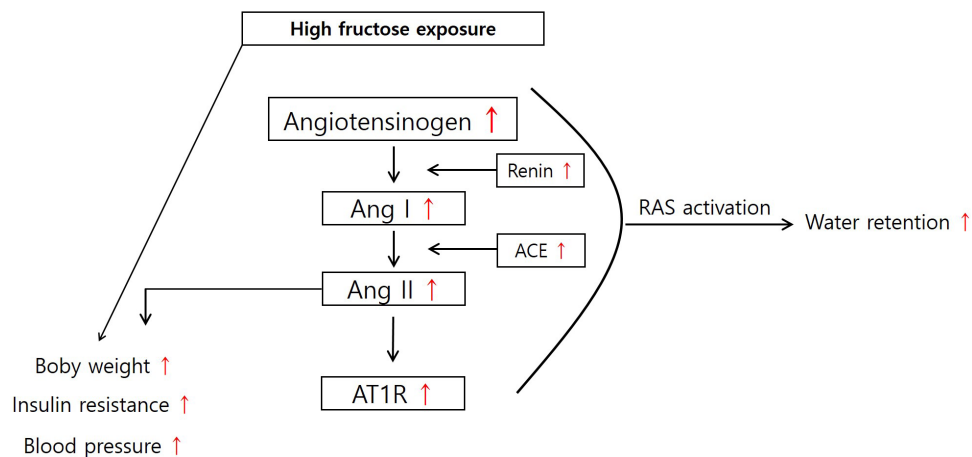 High fructose exposure
Angiotensinogen ↑
Renin ↑
Ang I ↑
RAS activation
Water retention ↑
ACE ↑
Ang II ↑
Boby weight ↑
AT1R ↑
Insulin resistance ↑
Blood pressure ↑